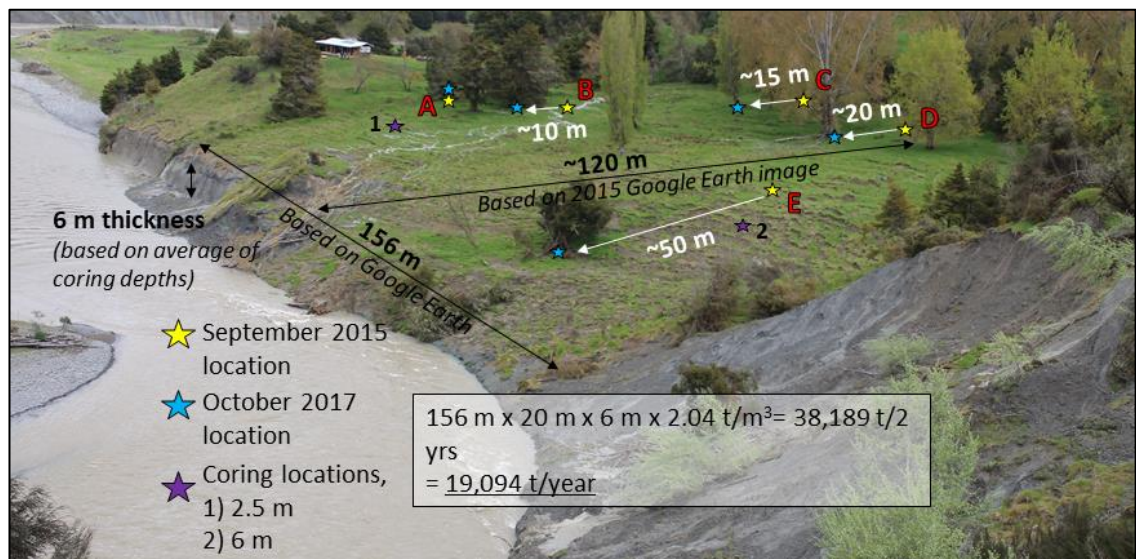 ~15 m
C
B
A
~20 m
D
1
~10 m
~120 m
Based on 2015 Google Earth image
E
6 m thickness
(based on average of
coring depths)
156 m
Based on Google Earth
2
~50 m
September 2015
location
October 2017
location
Coring locations,
1) 2.5 m
2) 6 m
156 m x 20 m x 6 m x 2.04 t/m³= 38,189 t/2
yrs
= 19,094 t/year